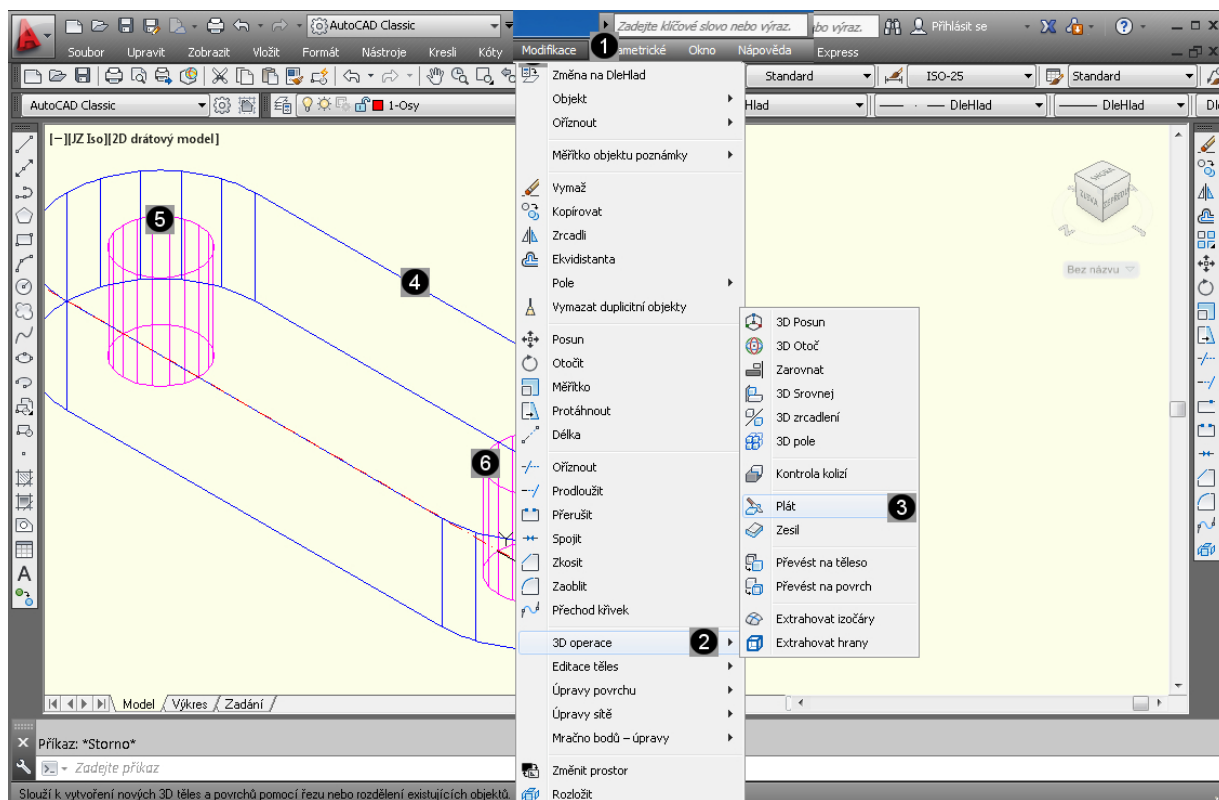 AutoCAD Classic
Zadejte klíčové slovo nebo výraz.
bo výraz.
Přihlásit se
Soubor Upravit Zobrazit Vložit Formát Nástroje Kresli Kóty Modifikace 1 ametrické Okno Nápověda Express
Standard ISO-25 Standard
AutoCAD Classic 1-Osy Hlad DleHlad DleHlad
[−][JZ Iso][2D drátový model]
Změna na DleHlad
Objekt
Oříznout
Měřítko objektu poznámky
Vymaž
Kopírovat
Zrcadli
Ekvidistanta
Pole
Vymazat duplicitní objekty
Posun
Otočit
Měřítko
Protáhnout
Délka
Oříznout
Prodloužit
Přerušit
Spojit
Zkosit
Zaoblit
Přechod křivek
3D operace 2
Editace těles
Úpravy povrchu
Úpravy sítě
Mračno bodů – úpravy
Změnit prostor
Rozložit
3D Posun
3D Otoč
Zarovnat
3D Srovnej
3D zrcadlení
3D pole
Kontrola kolizí
Plát 3
Zesil
Převést na těleso
Převést na povrch
Extrahovat izočáry
Extrahovat hrany
5
4
6
Y
Bez názvu
Model Výkres Zadání
Příkaz: *Storno*
Zadejte příkaz
Slouží k vytvoření nových 3D těles a povrchů pomocí řezu nebo rozdělení existujících objektů.